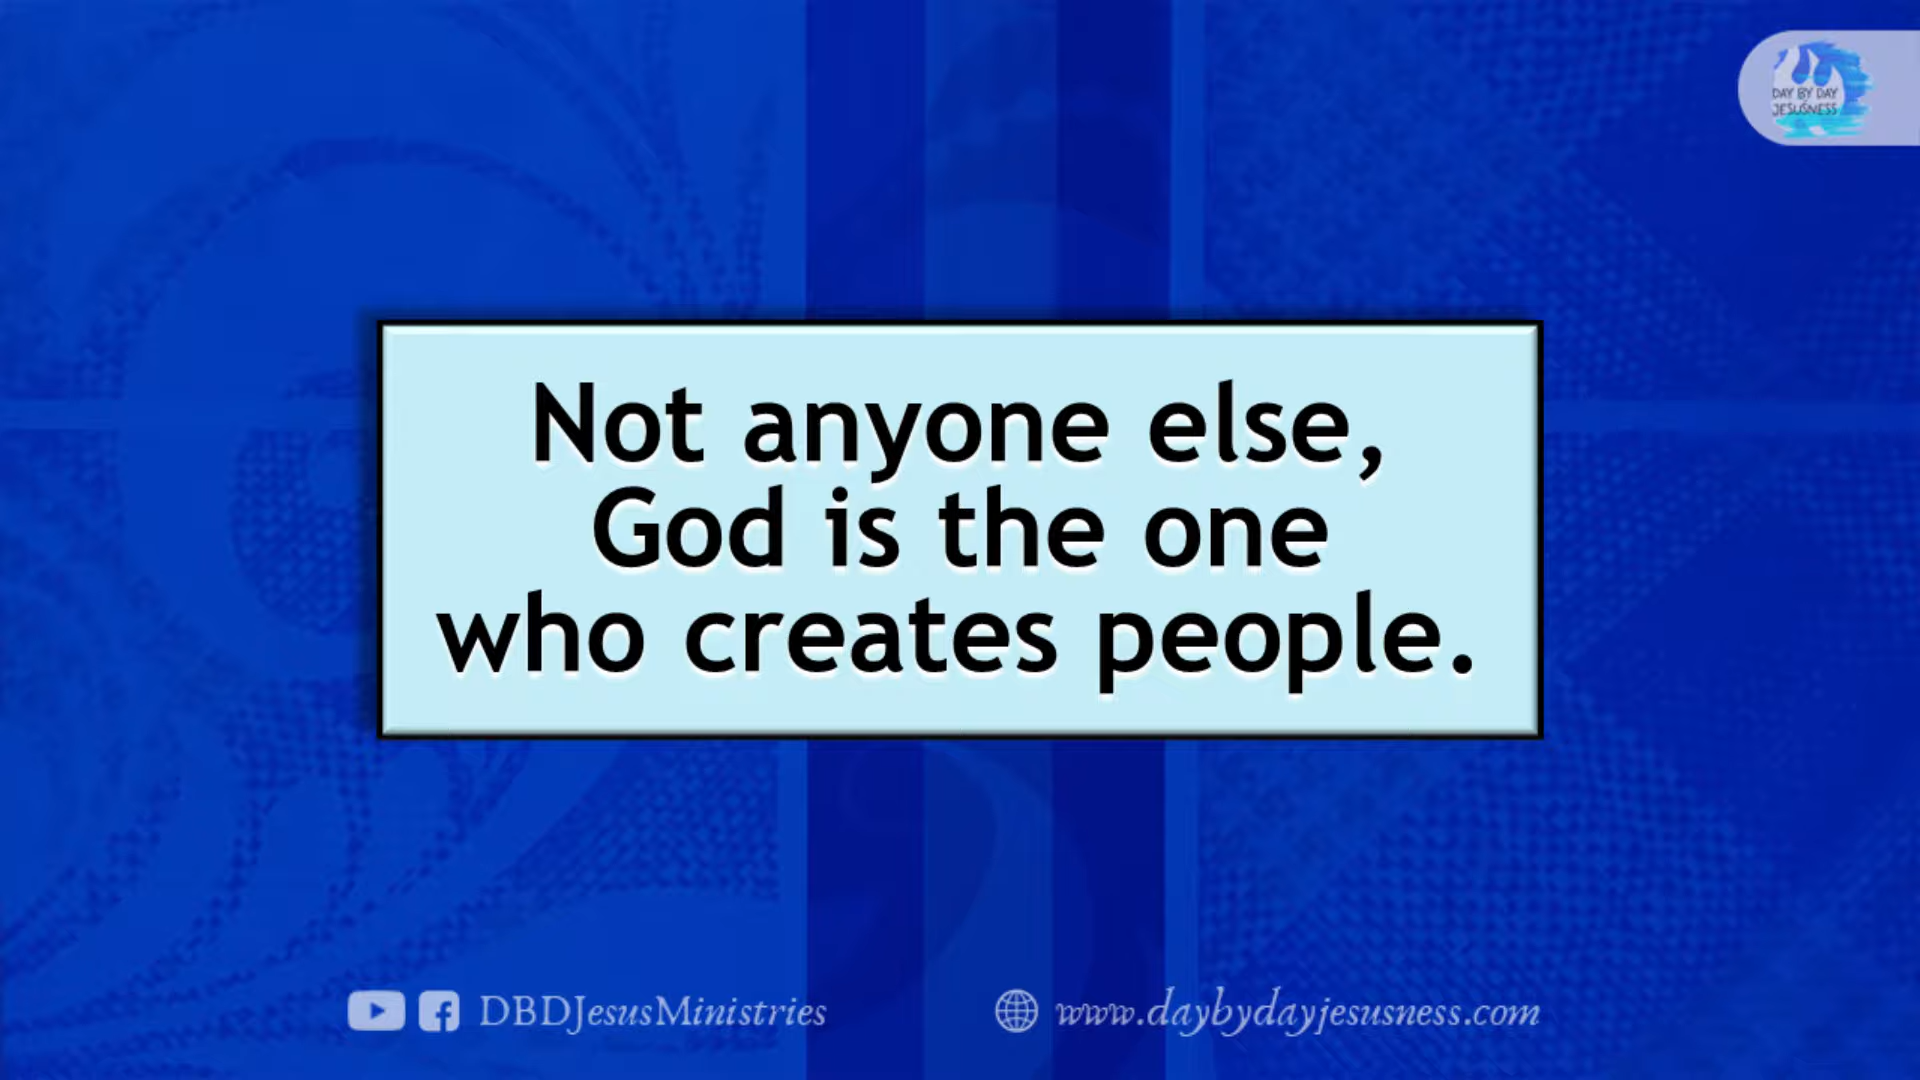 DAY BY DAY
JESUSNESS
Not anyone else,
God is the one
who creates people.
DBDJesusMinistries
www.daybydayjesusness.com